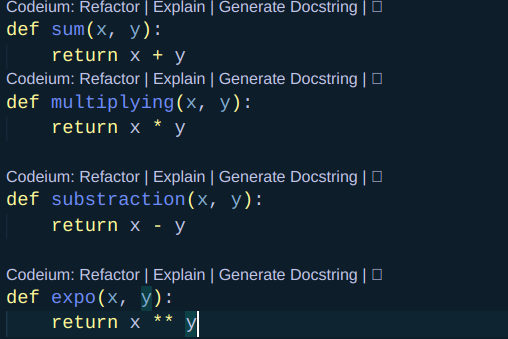 Codeium: Refactor | Explain | Generate Docstring |
def sum(x, y):
    return x + y
Codeium: Refactor | Explain | Generate Docstring |
def multiplying(x, y):
    return x * y
Codeium: Refactor | Explain | Generate Docstring |
def substraction(x, y):
    return x - y
Codeium: Refactor | Explain | Generate Docstring |
def expo(x, y):
    return x ** y